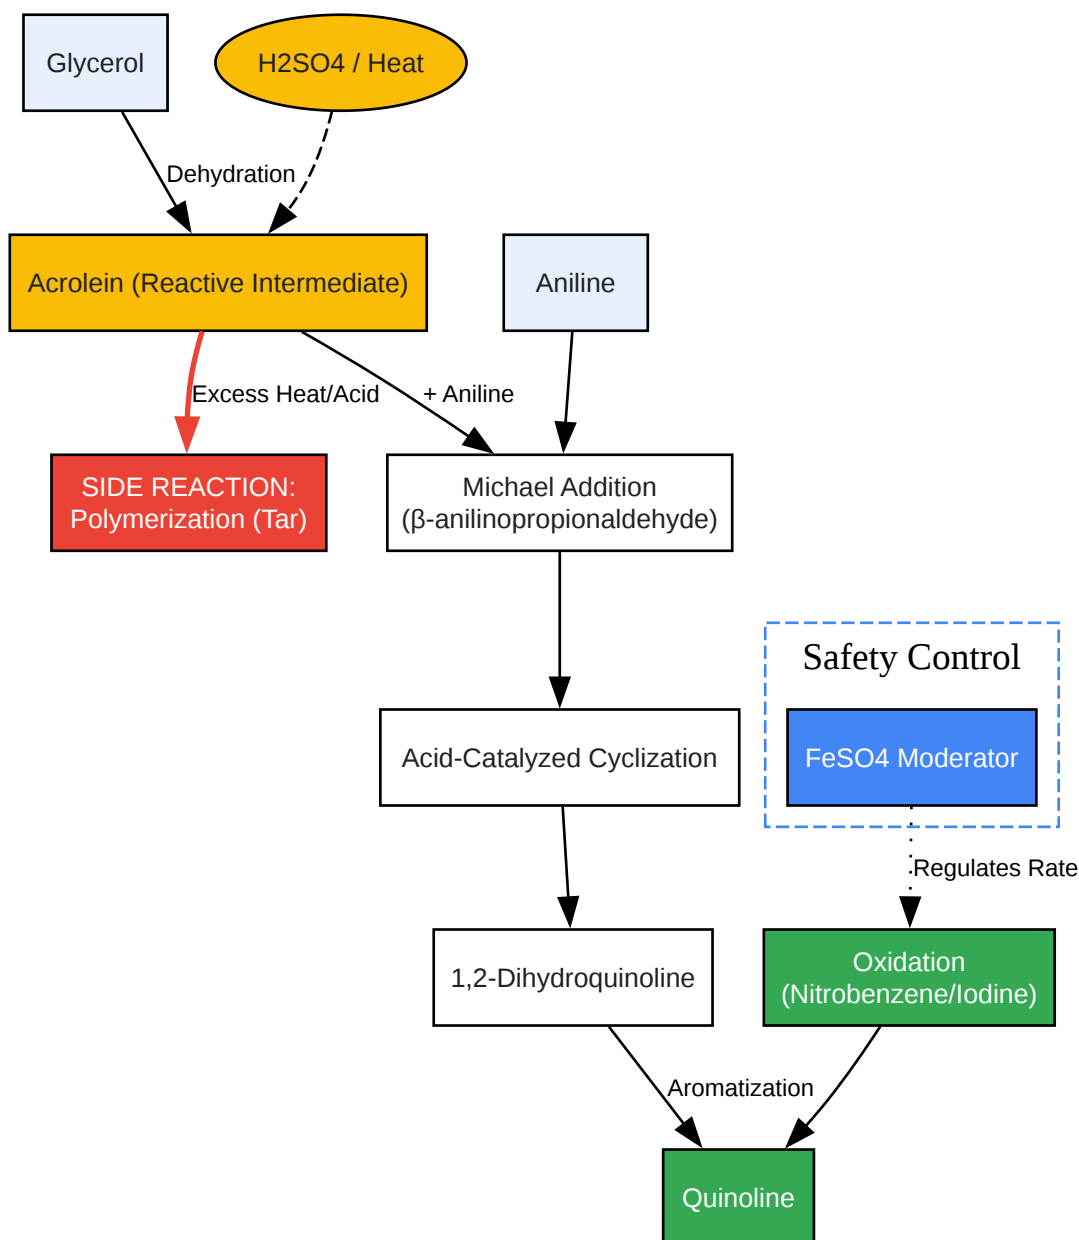 Glycerol
H2SO4 / Heat
Dehydration
Acrolein (Reactive Intermediate)
Aniline
Excess Heat/Acid
+ Aniline
SIDE REACTION:
Polymerization (Tar)
Michael Addition
(β-anilinopropionaldehyde)
Safety Control
Acid-Catalyzed Cyclization
FeSO4 Moderator
Regulates Rate
1,2-Dihydroquinoline
Oxidation
(Nitrobenzene/Iodine)
Aromatization
Quinoline